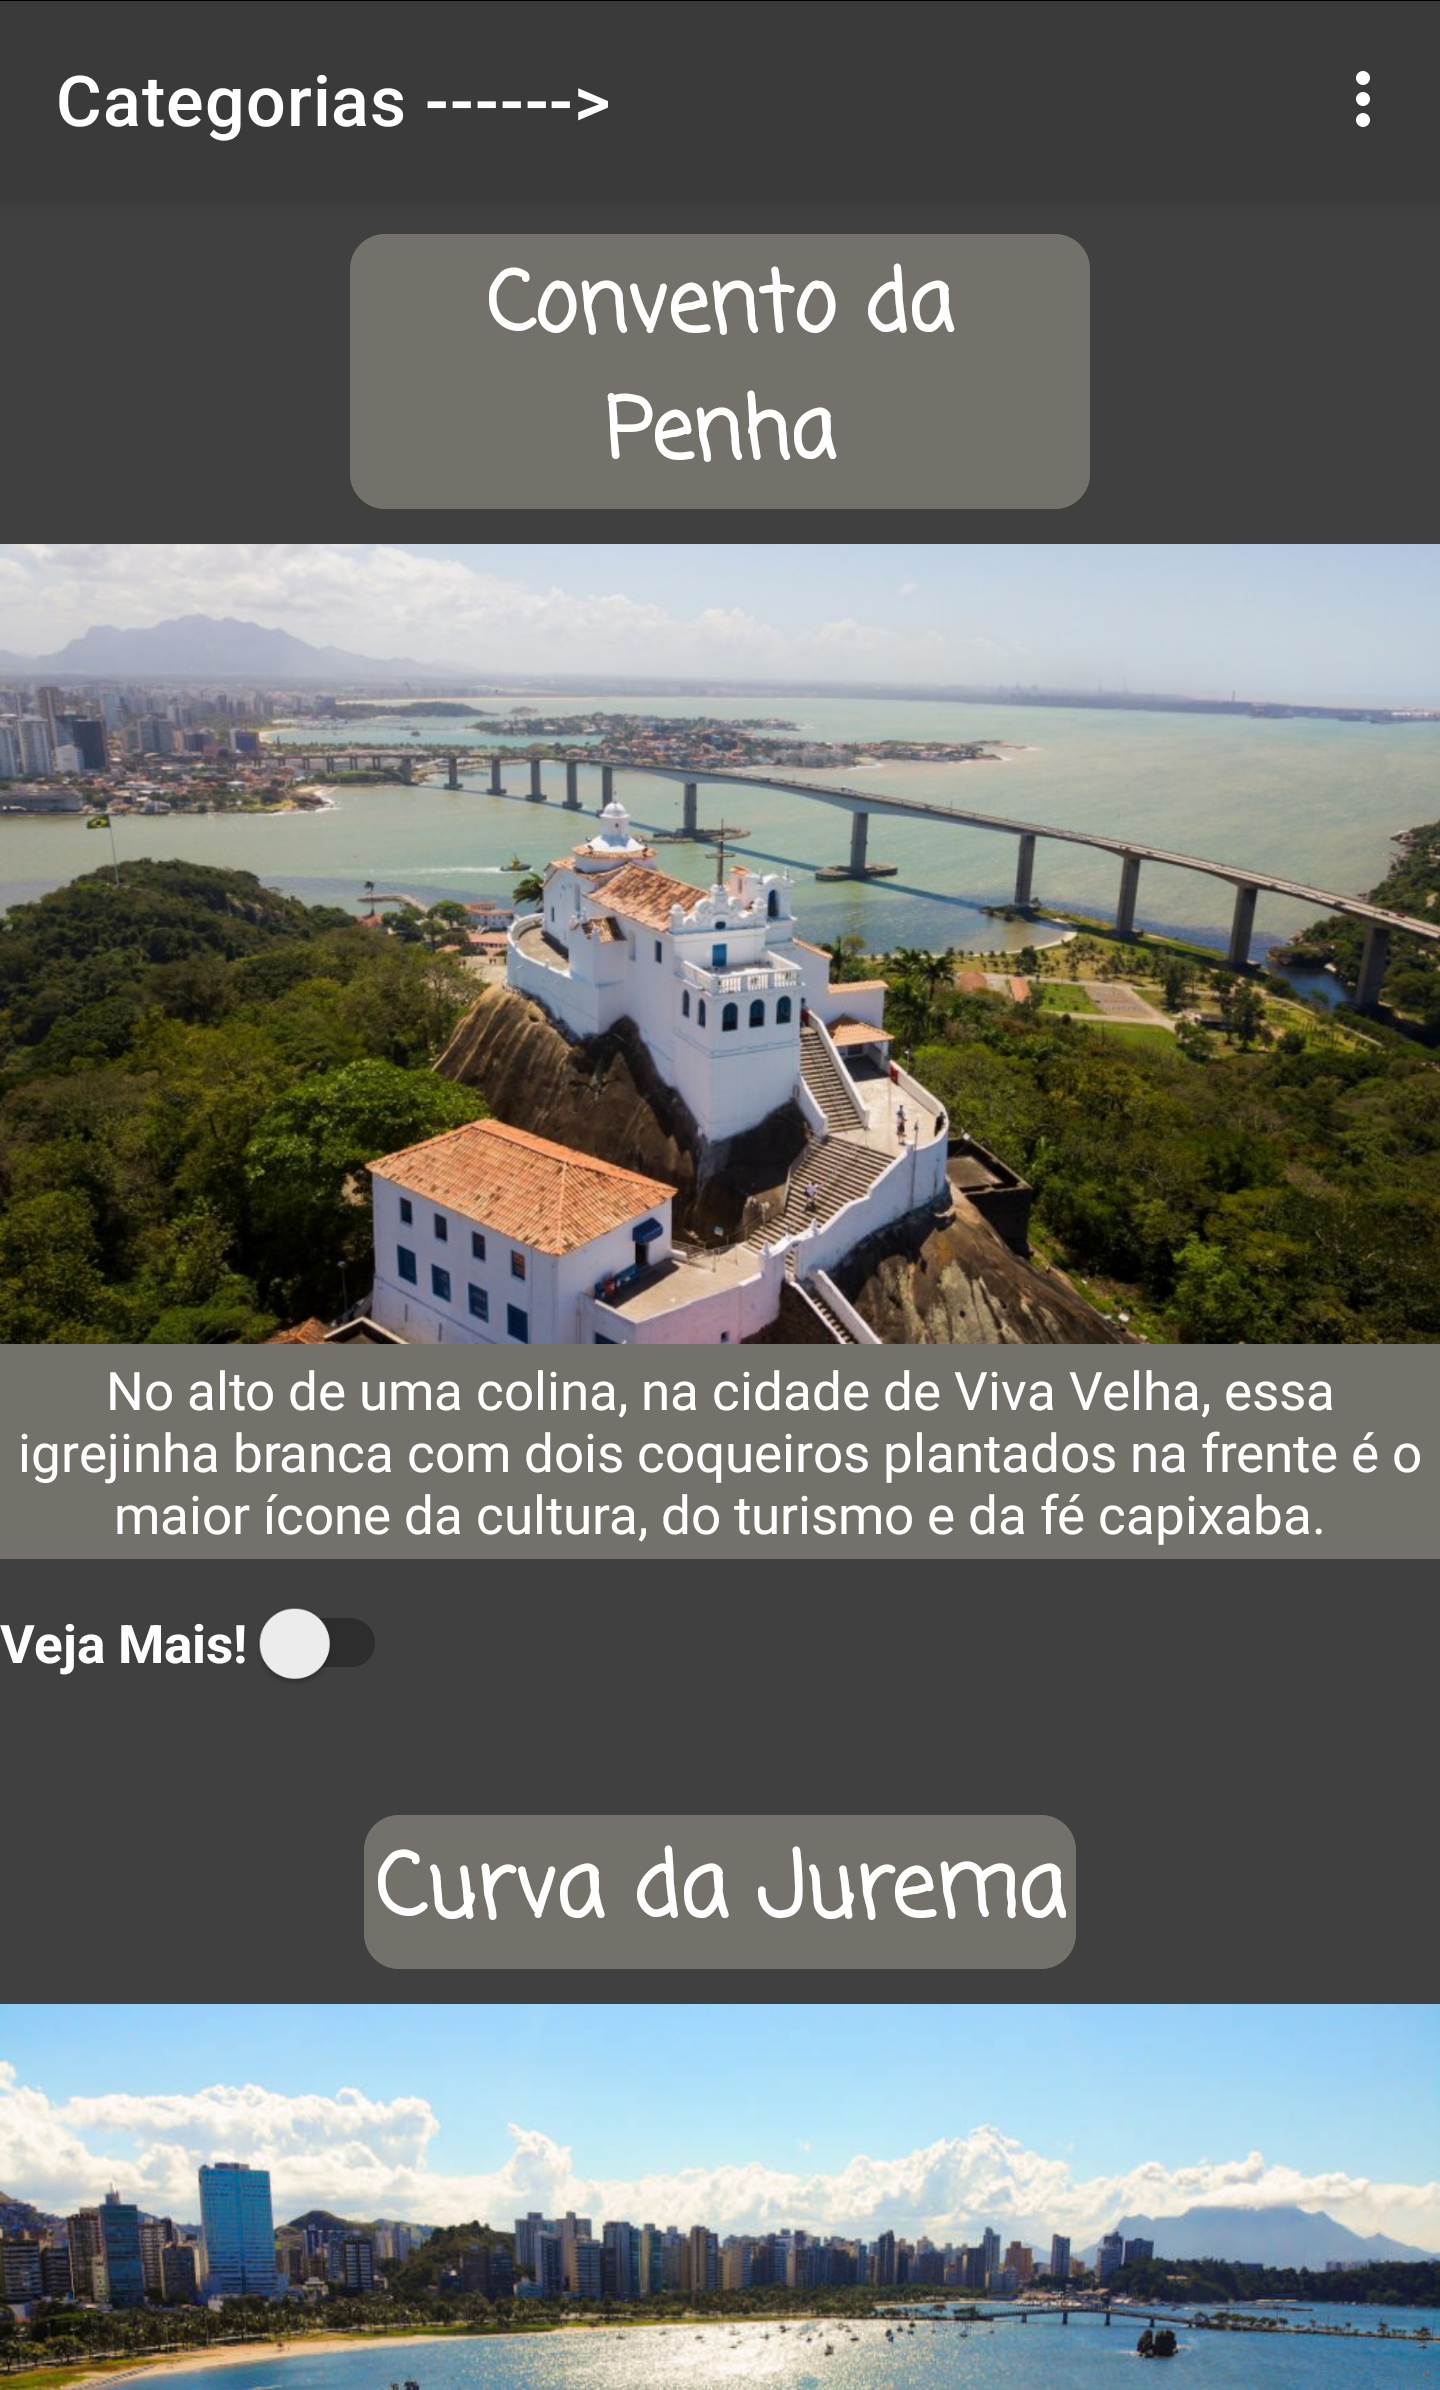 Categorias ------>
Convento da
Penha
No alto de uma colina, na cidade de Viva Velha, essa
igrejinha branca com dois coqueiros plantados na frente é o
maior ícone da cultura, do turismo e da fé capixaba.
Veja Mais!
Curva da Jurema